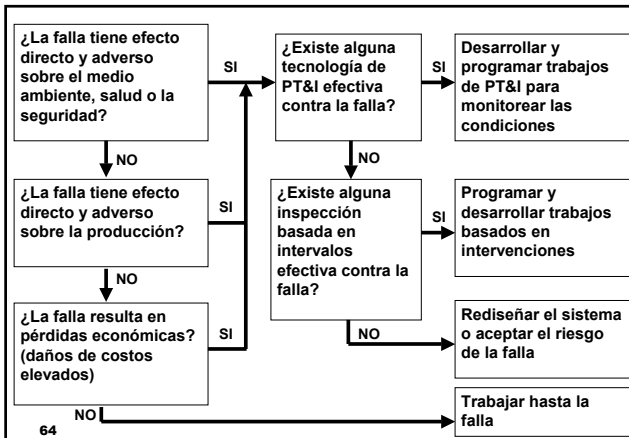 ¿La falla tiene efecto
directo y adverso
sobre el medio
ambiente, salud o la
seguridad?
SI
¿Existe alguna
tecnología de
PT&I efectiva
contra la falla?
SI
Desarrollar y
programar trabajos
de PT&I para
monitorear las
condiciones
NO
NO
¿La falla tiene efecto
directo y adverso
sobre la producción?
SI
¿Existe alguna
inspección
basada en
intervalos
efectiva contra la
falla?
SI
Programar y
desarrollar trabajos
basados en
intervenciones
NO
¿La falla resulta en
pérdidas económicas?
(daños de costos
elevados)
SI
NO
Rediseñar el sistema
o aceptar el riesgo
de la falla
NO
Trabajar hasta la
falla
64